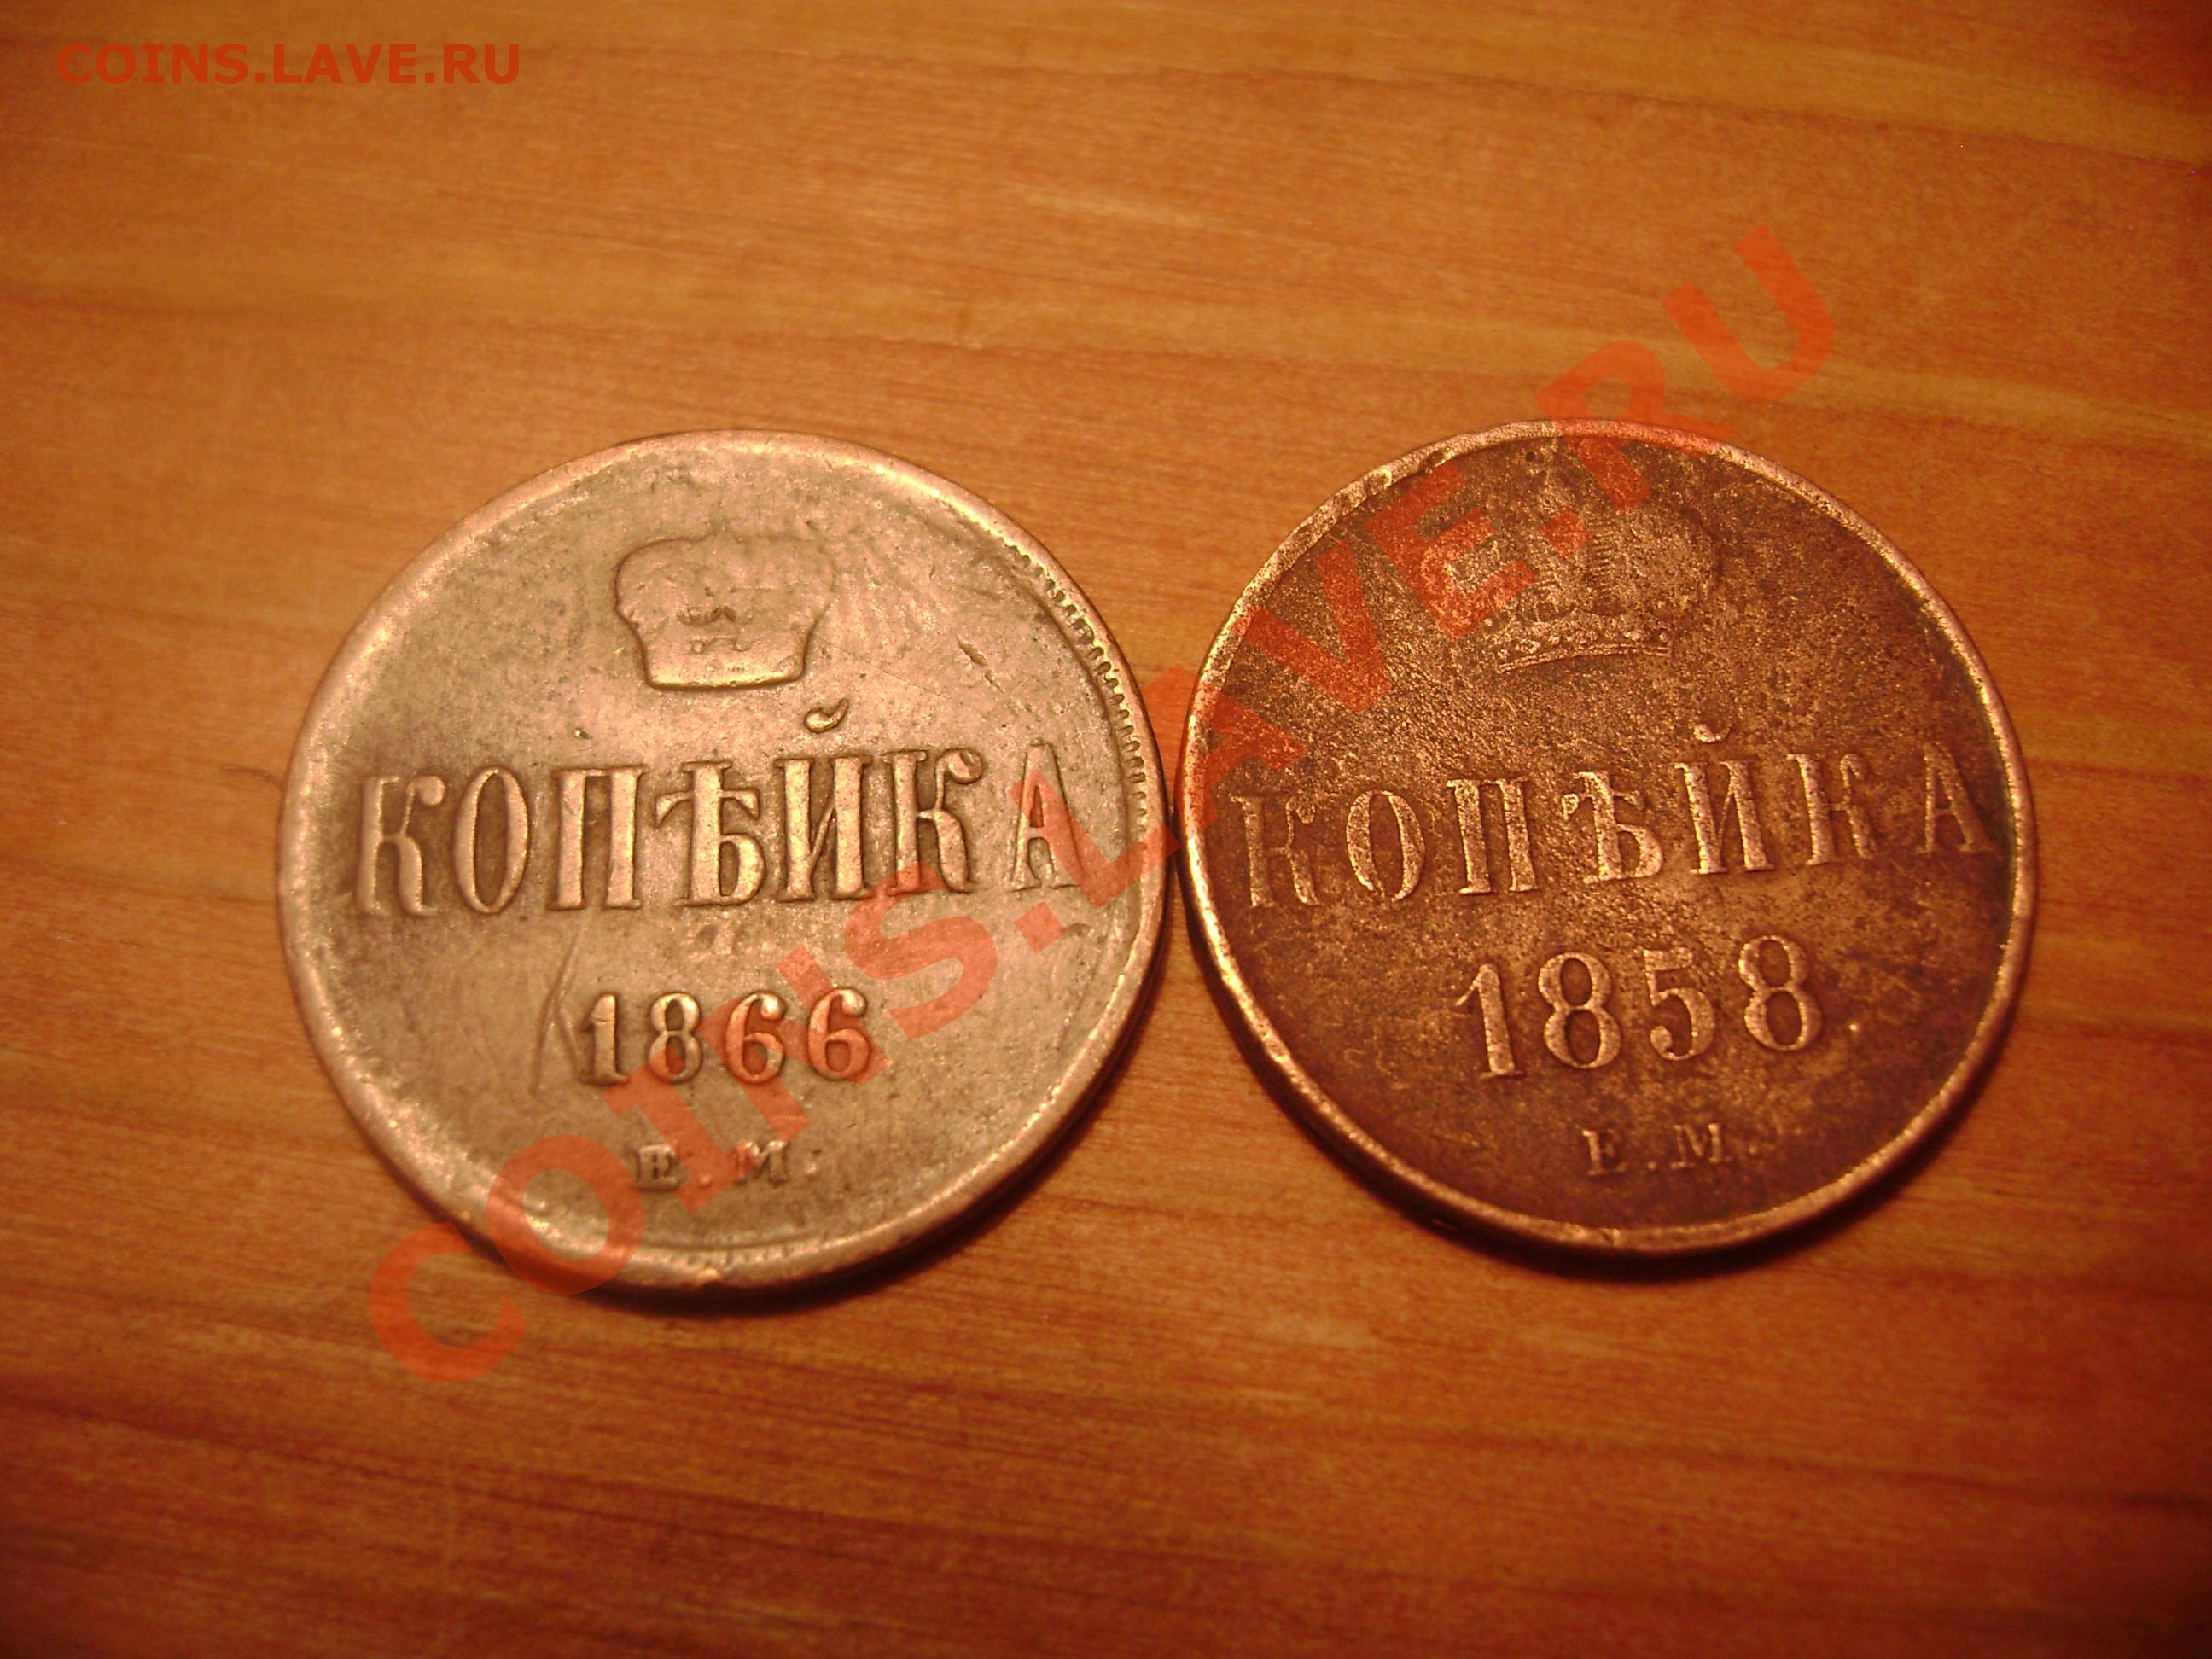 COINS.LAVE.RU
КОПѢЙКА
1866
Е.М.
КОПѢЙКА
1858
Е.М.
COINS.LAVE.RU